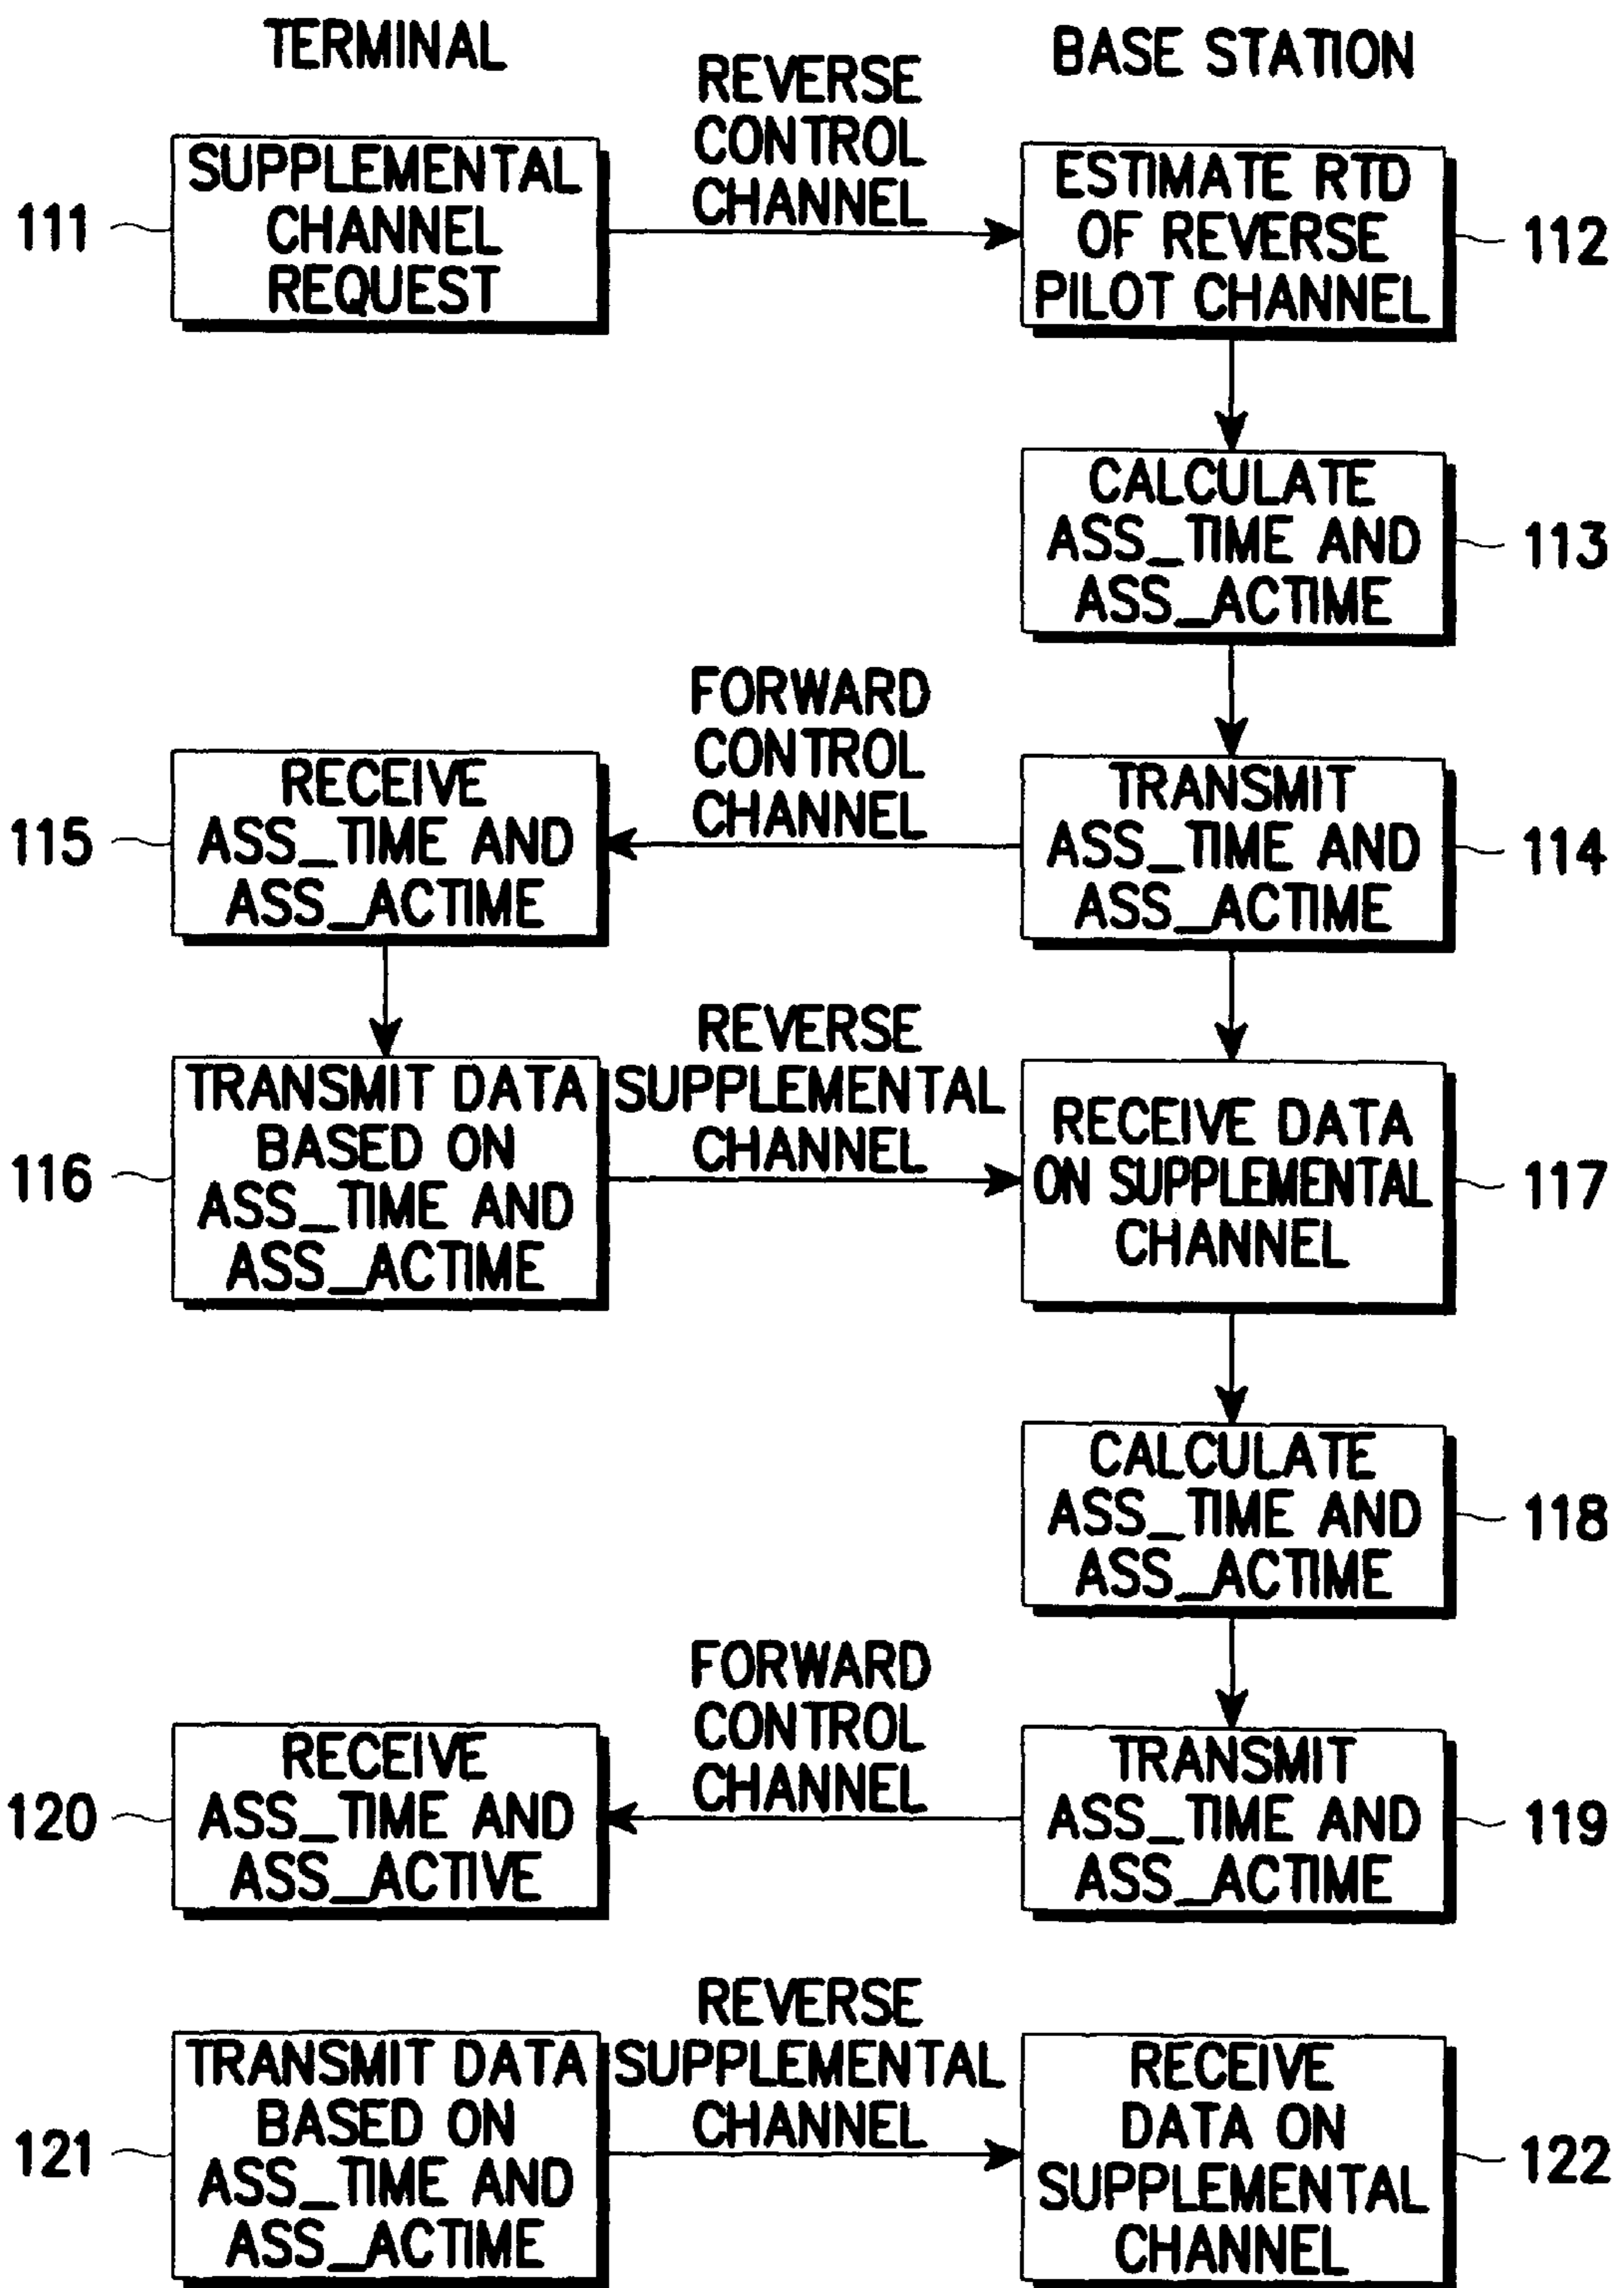 TERMINAL
BASE STATION
REVERSE
CONTROL
CHANNEL
111
SUPPLEMENTAL
CHANNEL
REQUEST
ESTIMATE RTD
OF REVERSE
PILOT CHANNEL
112
CALCULATE
ASS_TIME AND
ASS_ACTIME
113
FORWARD
CONTROL
CHANNEL
115
RECEIVE
ASS_TIME AND
ASS_ACTIME
TRANSMIT
ASS_TIME AND
ASS_ACTIME
114
REVERSE
SUPPLEMENTAL
CHANNEL
116
TRANSMIT DATA
BASED ON
ASS_TIME AND
ASS_ACTIME
RECEIVE DATA
ON SUPPLEMENTAL
CHANNEL
117
CALCULATE
ASS_TIME AND
ASS_ACTIME
118
FORWARD
CONTROL
CHANNEL
120
RECEIVE
ASS_TIME AND
ASS_ACTIVE
TRANSMIT
ASS_TIME AND
ASS_ACTIME
119
REVERSE
SUPPLEMENTAL
CHANNEL
121
TRANSMIT DATA
BASED ON
ASS_TIME AND
ASS_ACTIME
RECEIVE
DATA ON
SUPPLEMENTAL
CHANNEL
122